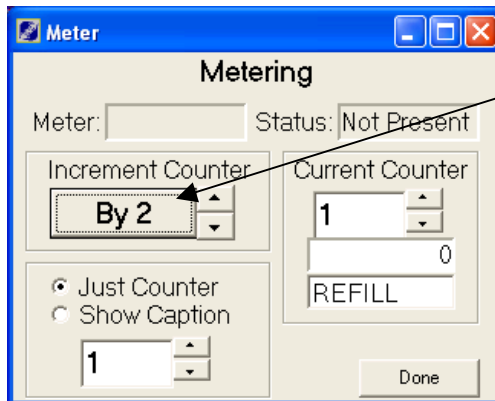 Meter
Metering
Meter: Status: Not Present
Increment Counter
By 2
Current Counter
1
0
REFILL
Just Counter
Show Caption
1
Done